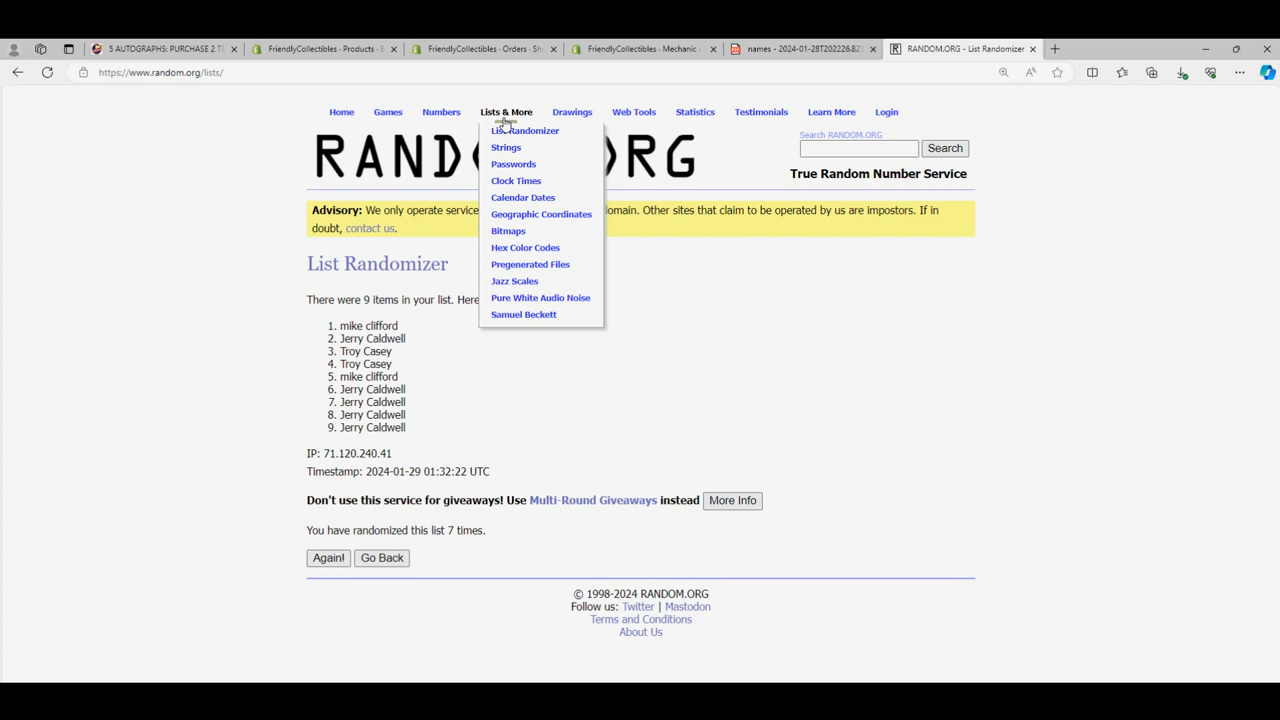 5 AUTOGRAPHS: PURCHASE 2 T
FriendlyCollectibles · Products · E
FriendlyCollectibles · Orders · Sh
FriendlyCollectibles · Mechanic ·
names - 2024-01-28T202226.82
RANDOM.ORG - List Randomizer
https://www.random.org/lists/
Home Games Numbers Lists & More Drawings Web Tools Statistics Testimonials Learn More Login
List Randomizer
Strings
Passwords
Clock Times
Calendar Dates
Geographic Coordinates
Bitmaps
Hex Color Codes
Pregenerated Files
Jazz Scales
Pure White Audio Noise
Samuel Beckett
Search RANDOM.ORG
Search
True Random Number Service
Advisory: We only operate service omain. Other sites that claim to be operated by us are impostors. If in
doubt, contact us.
List Randomizer
There were 9 items in your list. Here
1. mike clifford
2. Jerry Caldwell
3. Troy Casey
4. Troy Casey
5. mike clifford
6. Jerry Caldwell
7. Jerry Caldwell
8. Jerry Caldwell
9. Jerry Caldwell
IP: 71.120.240.41
Timestamp: 2024-01-29 01:32:22 UTC
Don't use this service for giveaways! Use Multi-Round Giveaways instead More Info
You have randomized this list 7 times.
Again! Go Back
© 1998-2024 RANDOM.ORG
Follow us: Twitter | Mastodon
Terms and Conditions
About Us